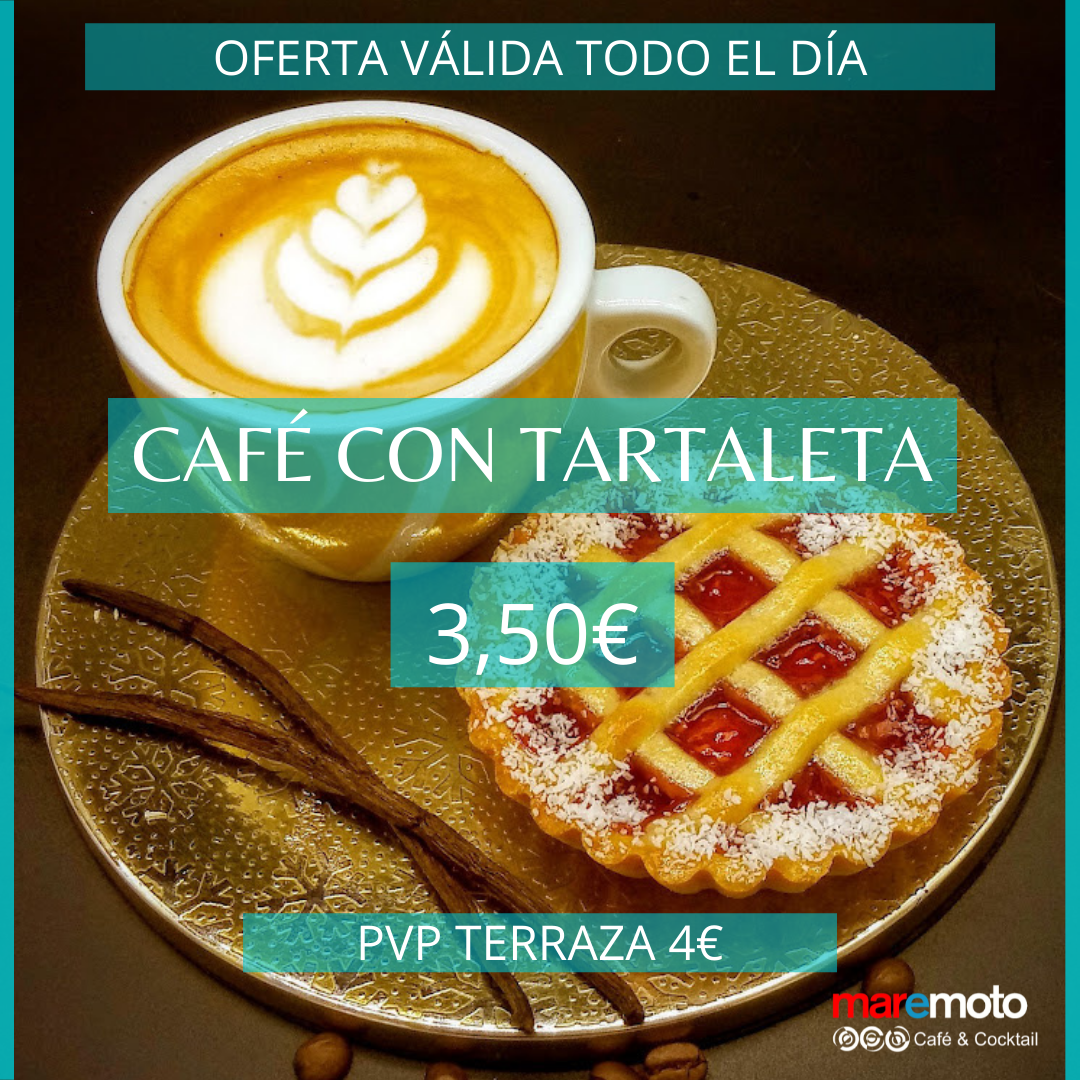 OFERTA VÁLIDA TODO EL DÍA
CAFÉ CON TARTALETA
3,50€
PVP TERRAZA 4€
maremoto
Café & Cocktail